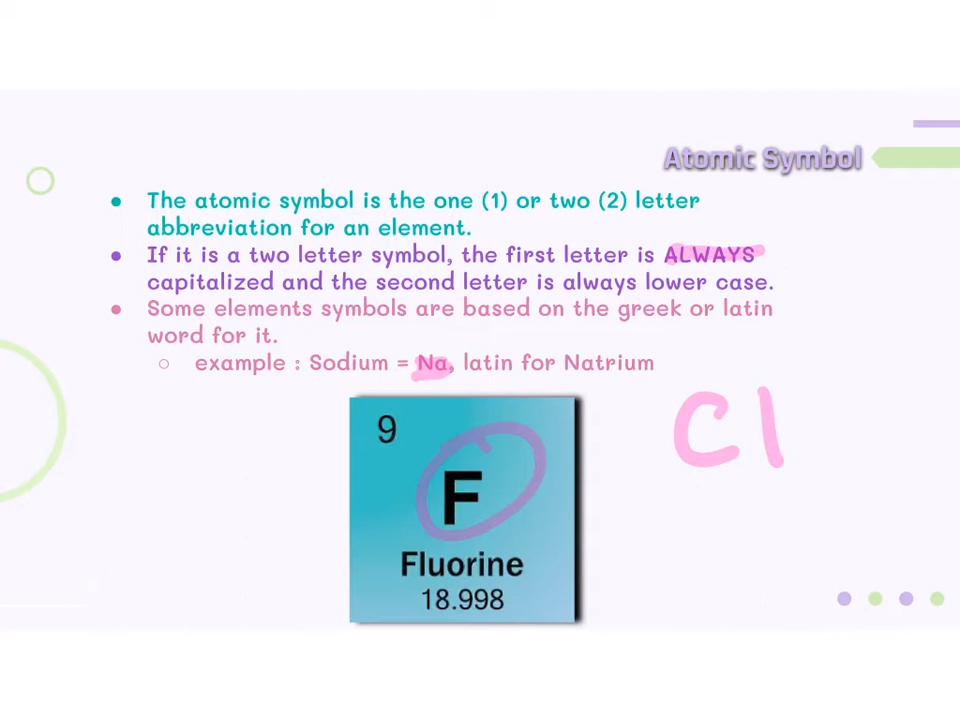 Atomic Symbol
● The atomic symbol is the one (1) or two (2) letter
abbreviation for an element.
● If it is a two letter symbol, the first letter is ALWAYS
capitalized and the second letter is always lower case.
● Some elements symbols are based on the greek or latin
word for it.
○ example : Sodium = Na, latin for Natrium
9
F
Fluorine
18.998
Cl